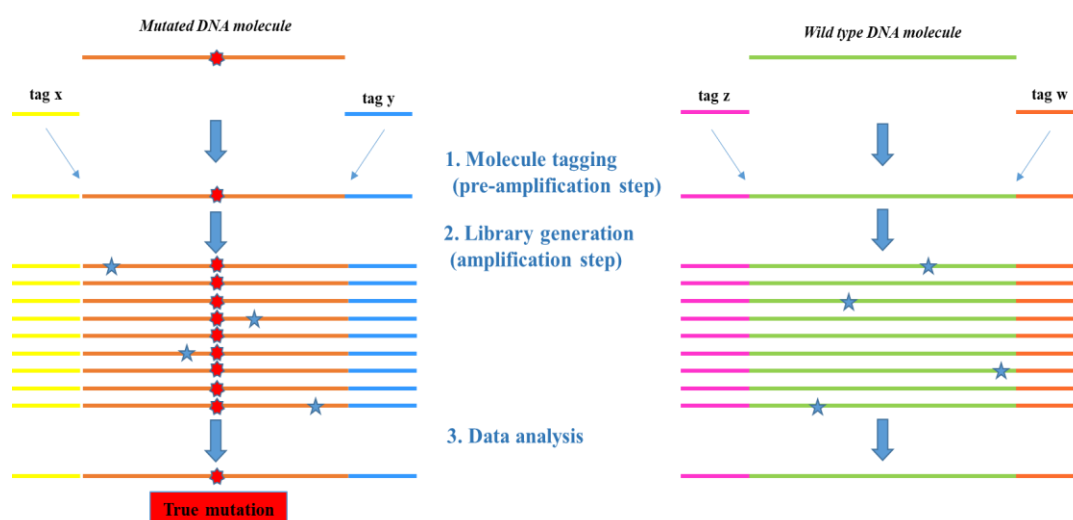 Mutated DNA molecule
Wild type DNA molecule
tag x
tag y
tag z
tag w
1. Molecule tagging
(pre-amplification step)
2. Library generation
(amplification step)
3. Data analysis
True mutation